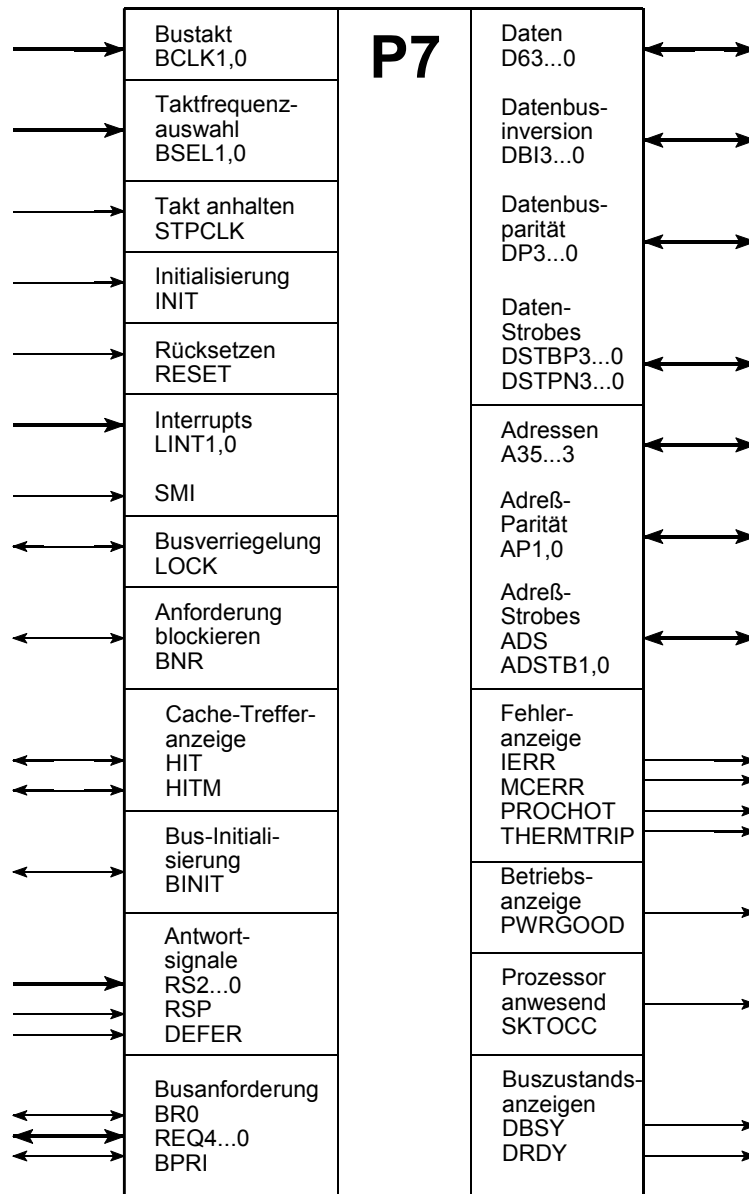 Bustakt
BCLK1,0
Taktfrequenz-
auswahl
BSEL1,0
Takt anhalten
STPCLK
Initialisierung
INIT
Rücksetzen
RESET
Interrupts
LINT1,0
SMI
Busverriegelung
LOCK
Anforderung
blockieren
BNR
Cache-Treffer-
anzeige
HIT
HITM
Bus-Initiali-
sierung
BINIT
Antwort-
signale
RS2...0
RSP
DEFER
Busanforderung
BR0
REQ4...0
BPRI
P7
Daten
D63...0
Datenbus-
inversion
DBI3...0
Datenbus-
parität
DP3...0
Daten-
Strobes
DSTBP3...0
DSTPN3...0
Adressen
A35...3
Adreß-
Parität
AP1,0
Adreß-
Strobes
ADS
ADSTB1,0
Fehler-
anzeige
IERR
MCERR
PROCHOT
THERMTRIP
Betriebs-
anzeige
PWRGOOD
Prozessor
anwesend
SKTOCC
Buszustands-
anzeigen
DBSY
DRDY